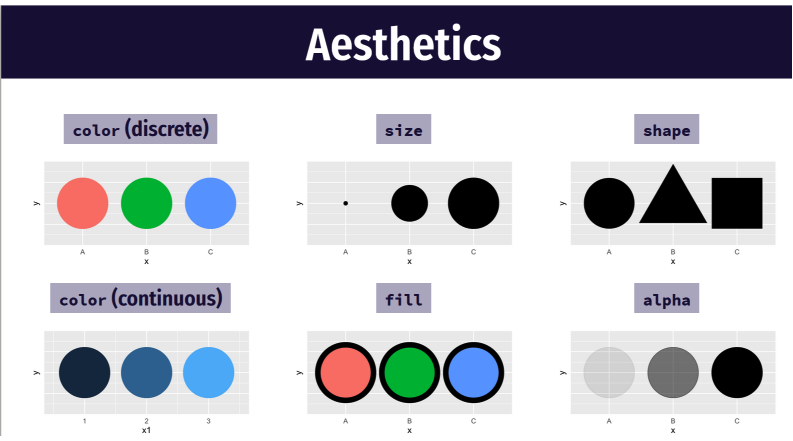 Aesthetics
color (discrete)
size
shape
y
A B C
x
y
A B C
x
y
A B C
x
color (continuous)
fill
alpha
y
1 2 3
x1
y
A B C
x
y
A B C
x